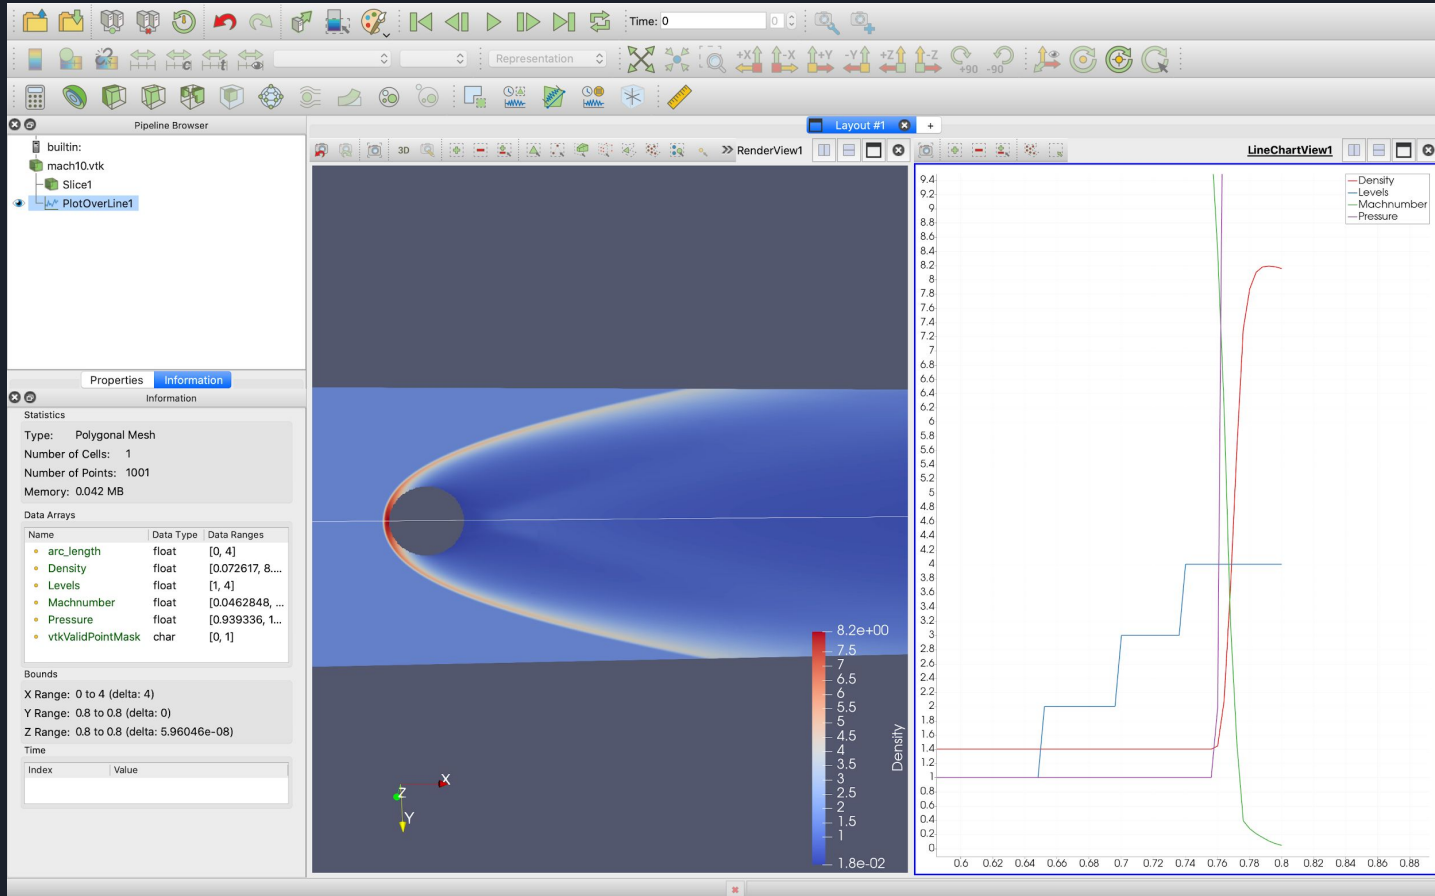 Time: 0
0
Representation
+X
-X
+Y
-Y
+Z
-Z
+90
-90
Pipeline Browser
Layout #1
+
builtin:
mach10.vtk
Slice1
PlotOverLine1
3D
RenderView1
LineChartView1
Properties Information
Information
Statistics
Type: Polygonal Mesh
Number of Cells: 1
Number of Points: 1001
Memory: 0.042 MB
Data Arrays
Name Data Type Data Ranges
arc_length float [0, 4]
Density float [0.072617, 8....
Levels float [1, 4]
Machnumber float [0.0462848, ...
Pressure float [0.939336, 1...
vtkValidPointMask char [0, 1]
Bounds
X Range: 0 to 4 (delta: 4)
Y Range: 0.8 to 0.8 (delta: 0)
Z Range: 0.8 to 0.8 (delta: 5.96046e-08)
Time
Index Value
X
Z
Y
8.2e+00
7.5
7
6.5
6
5.5
5
4.5
4
3.5
3
2.5
2
1.5
1
1.8e-02
Density
9.4
9.2
9
8.8
8.6
8.4
8.2
8
7.8
7.6
7.4
7.2
7
6.8
6.6
6.4
6.2
6
5.8
5.6
5.4
5.2
5
4.8
4.6
4.4
4.2
4
3.8
3.6
3.4
3.2
3
2.8
2.6
2.4
2.2
2
1.8
1.6
1.4
1.2
1
0.8
0.6
0.4
0.2
0
0.6 0.62 0.64 0.66 0.68 0.7 0.72 0.74 0.76 0.78 0.8 0.82 0.84 0.86 0.88
Density
Levels
Machnumber
Pressure